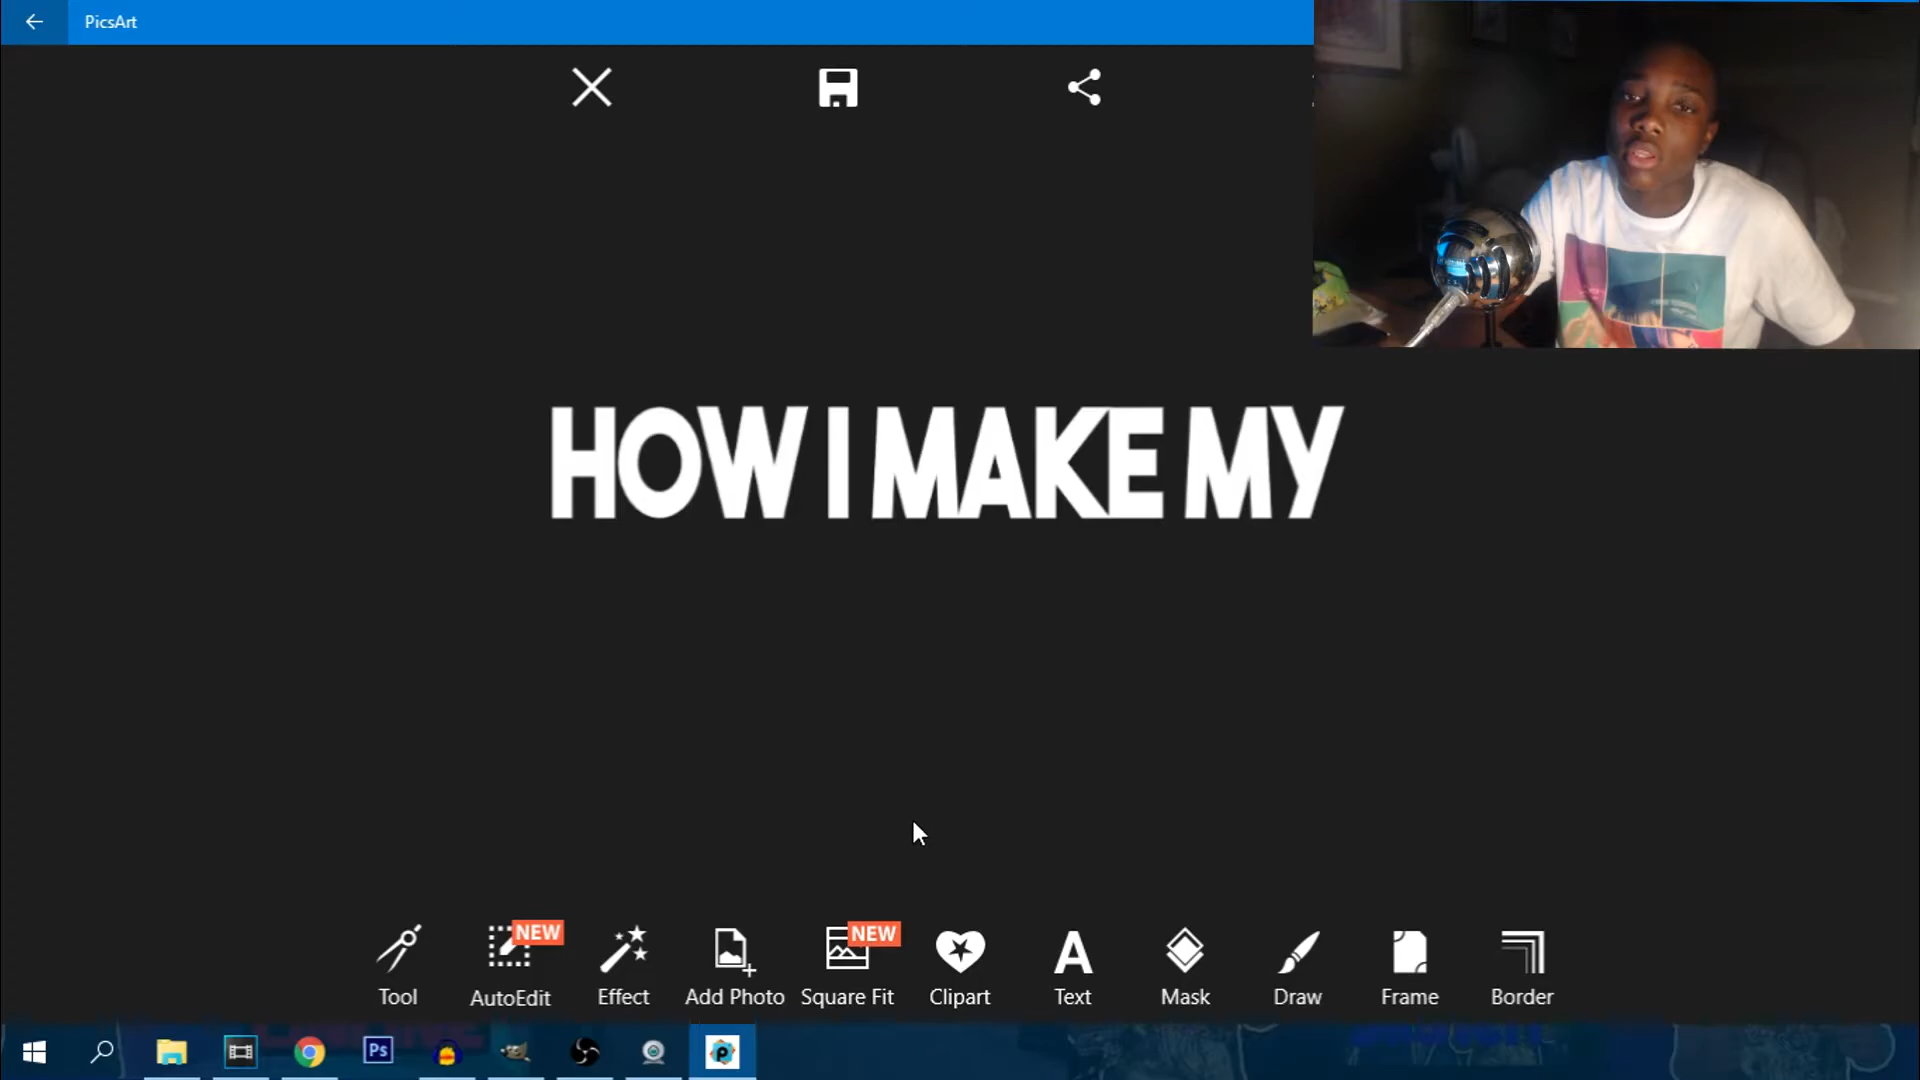 PicsArt
HOW I MAKE MY
NEW
NEW
Tool
AutoEdit
Effect
Add Photo
Square Fit
Clipart
Text
Mask
Draw
Frame
Border
Ps